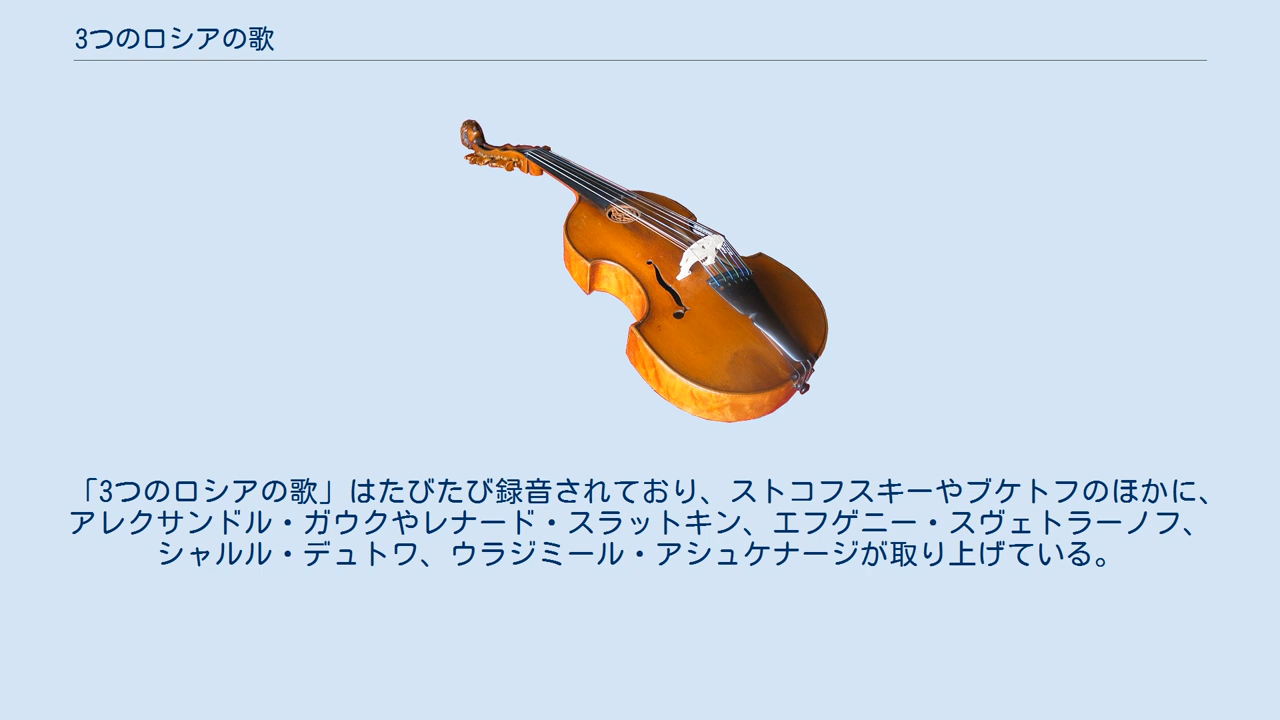 3つのロシアの歌
「3つのロシアの歌」はたびたび録音されており、ストコフスキーやブケトフのほかに、
アレクサンドル・ガウクやレナード・スラットキン、エフゲニー・スヴェトラーノフ、
シャルル・デュトワ、ウラジミール・アシュケナージが取り上げている。